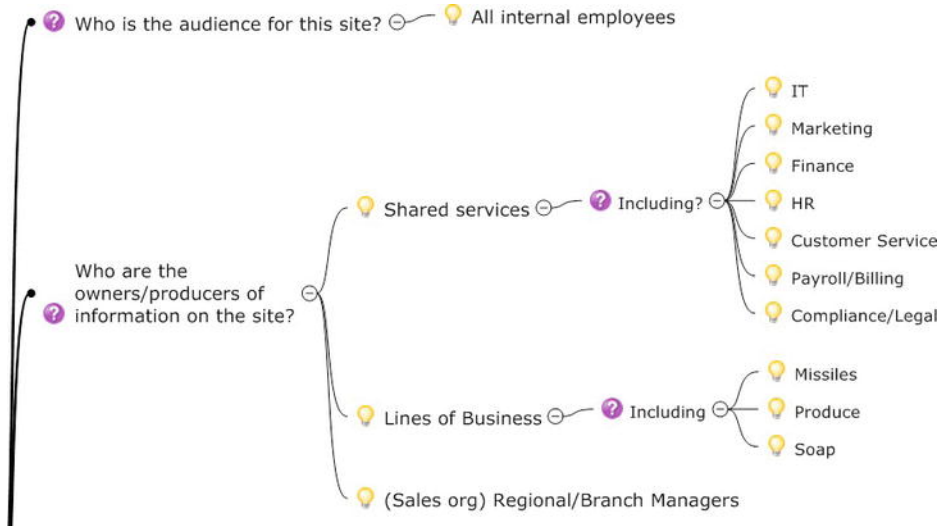 Who is the audience for this site?
All internal employees
Who are the
owners/producers of
information on the site?
Shared services
Including?
IT
Marketing
Finance
HR
Customer Service
Payroll/Billing
Compliance/Legal
Lines of Business
Including
Missiles
Produce
Soap
(Sales org) Regional/Branch Managers